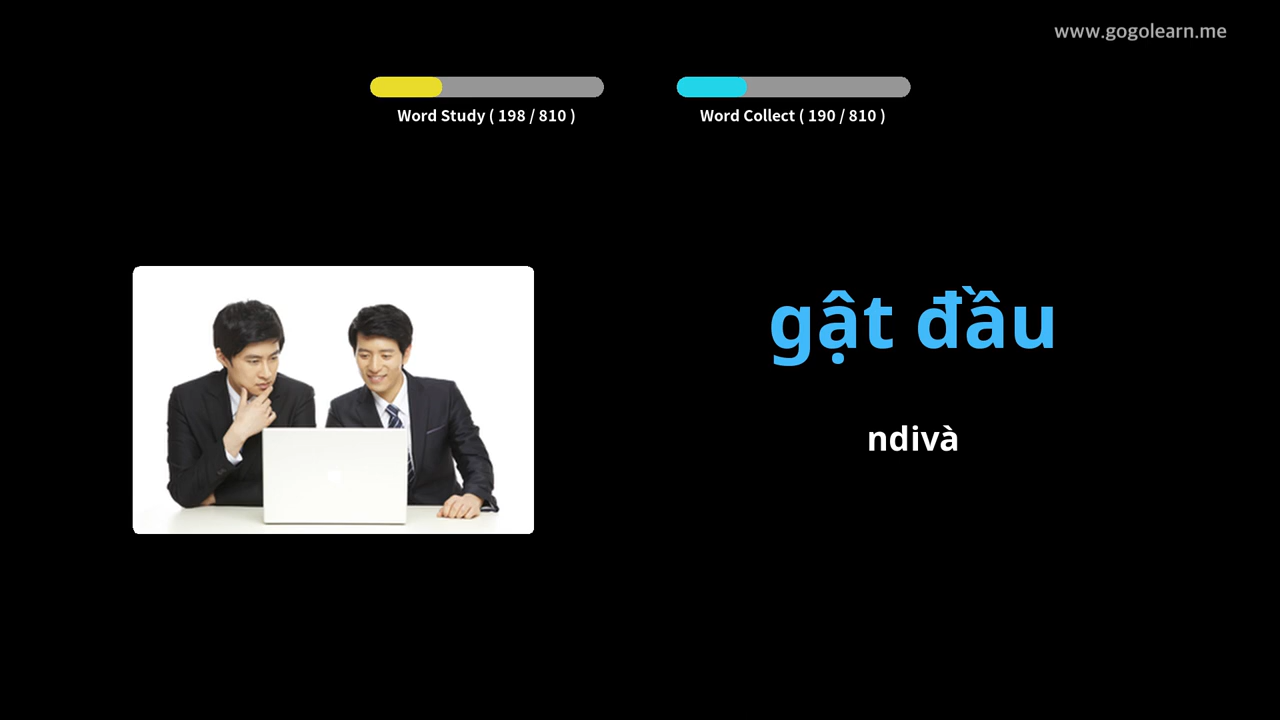 www.gogolearn.me
Word Study ( 198 / 810 )
Word Collect ( 190 / 810 )
gật đầu
ndivà